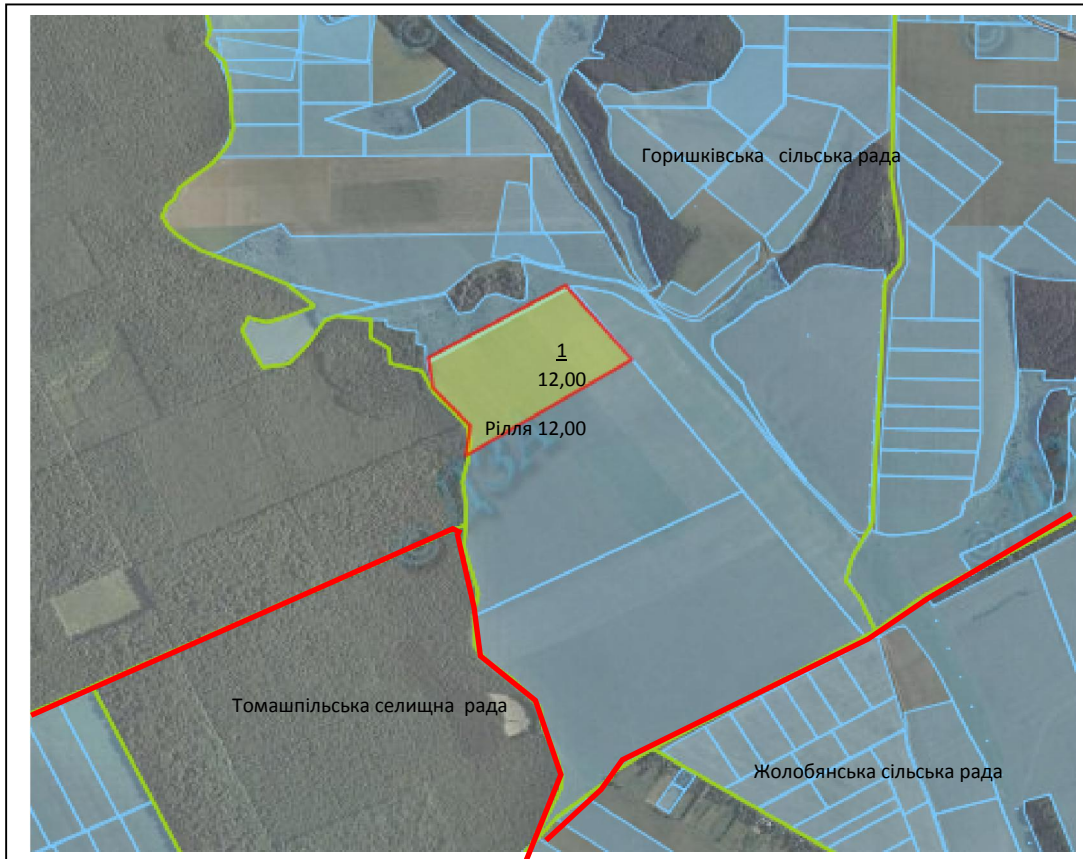 Горишківська сільська рада
1
12,00
Рілля 12,00
Томашпільська селищна рада
Жолобянська сільська рада